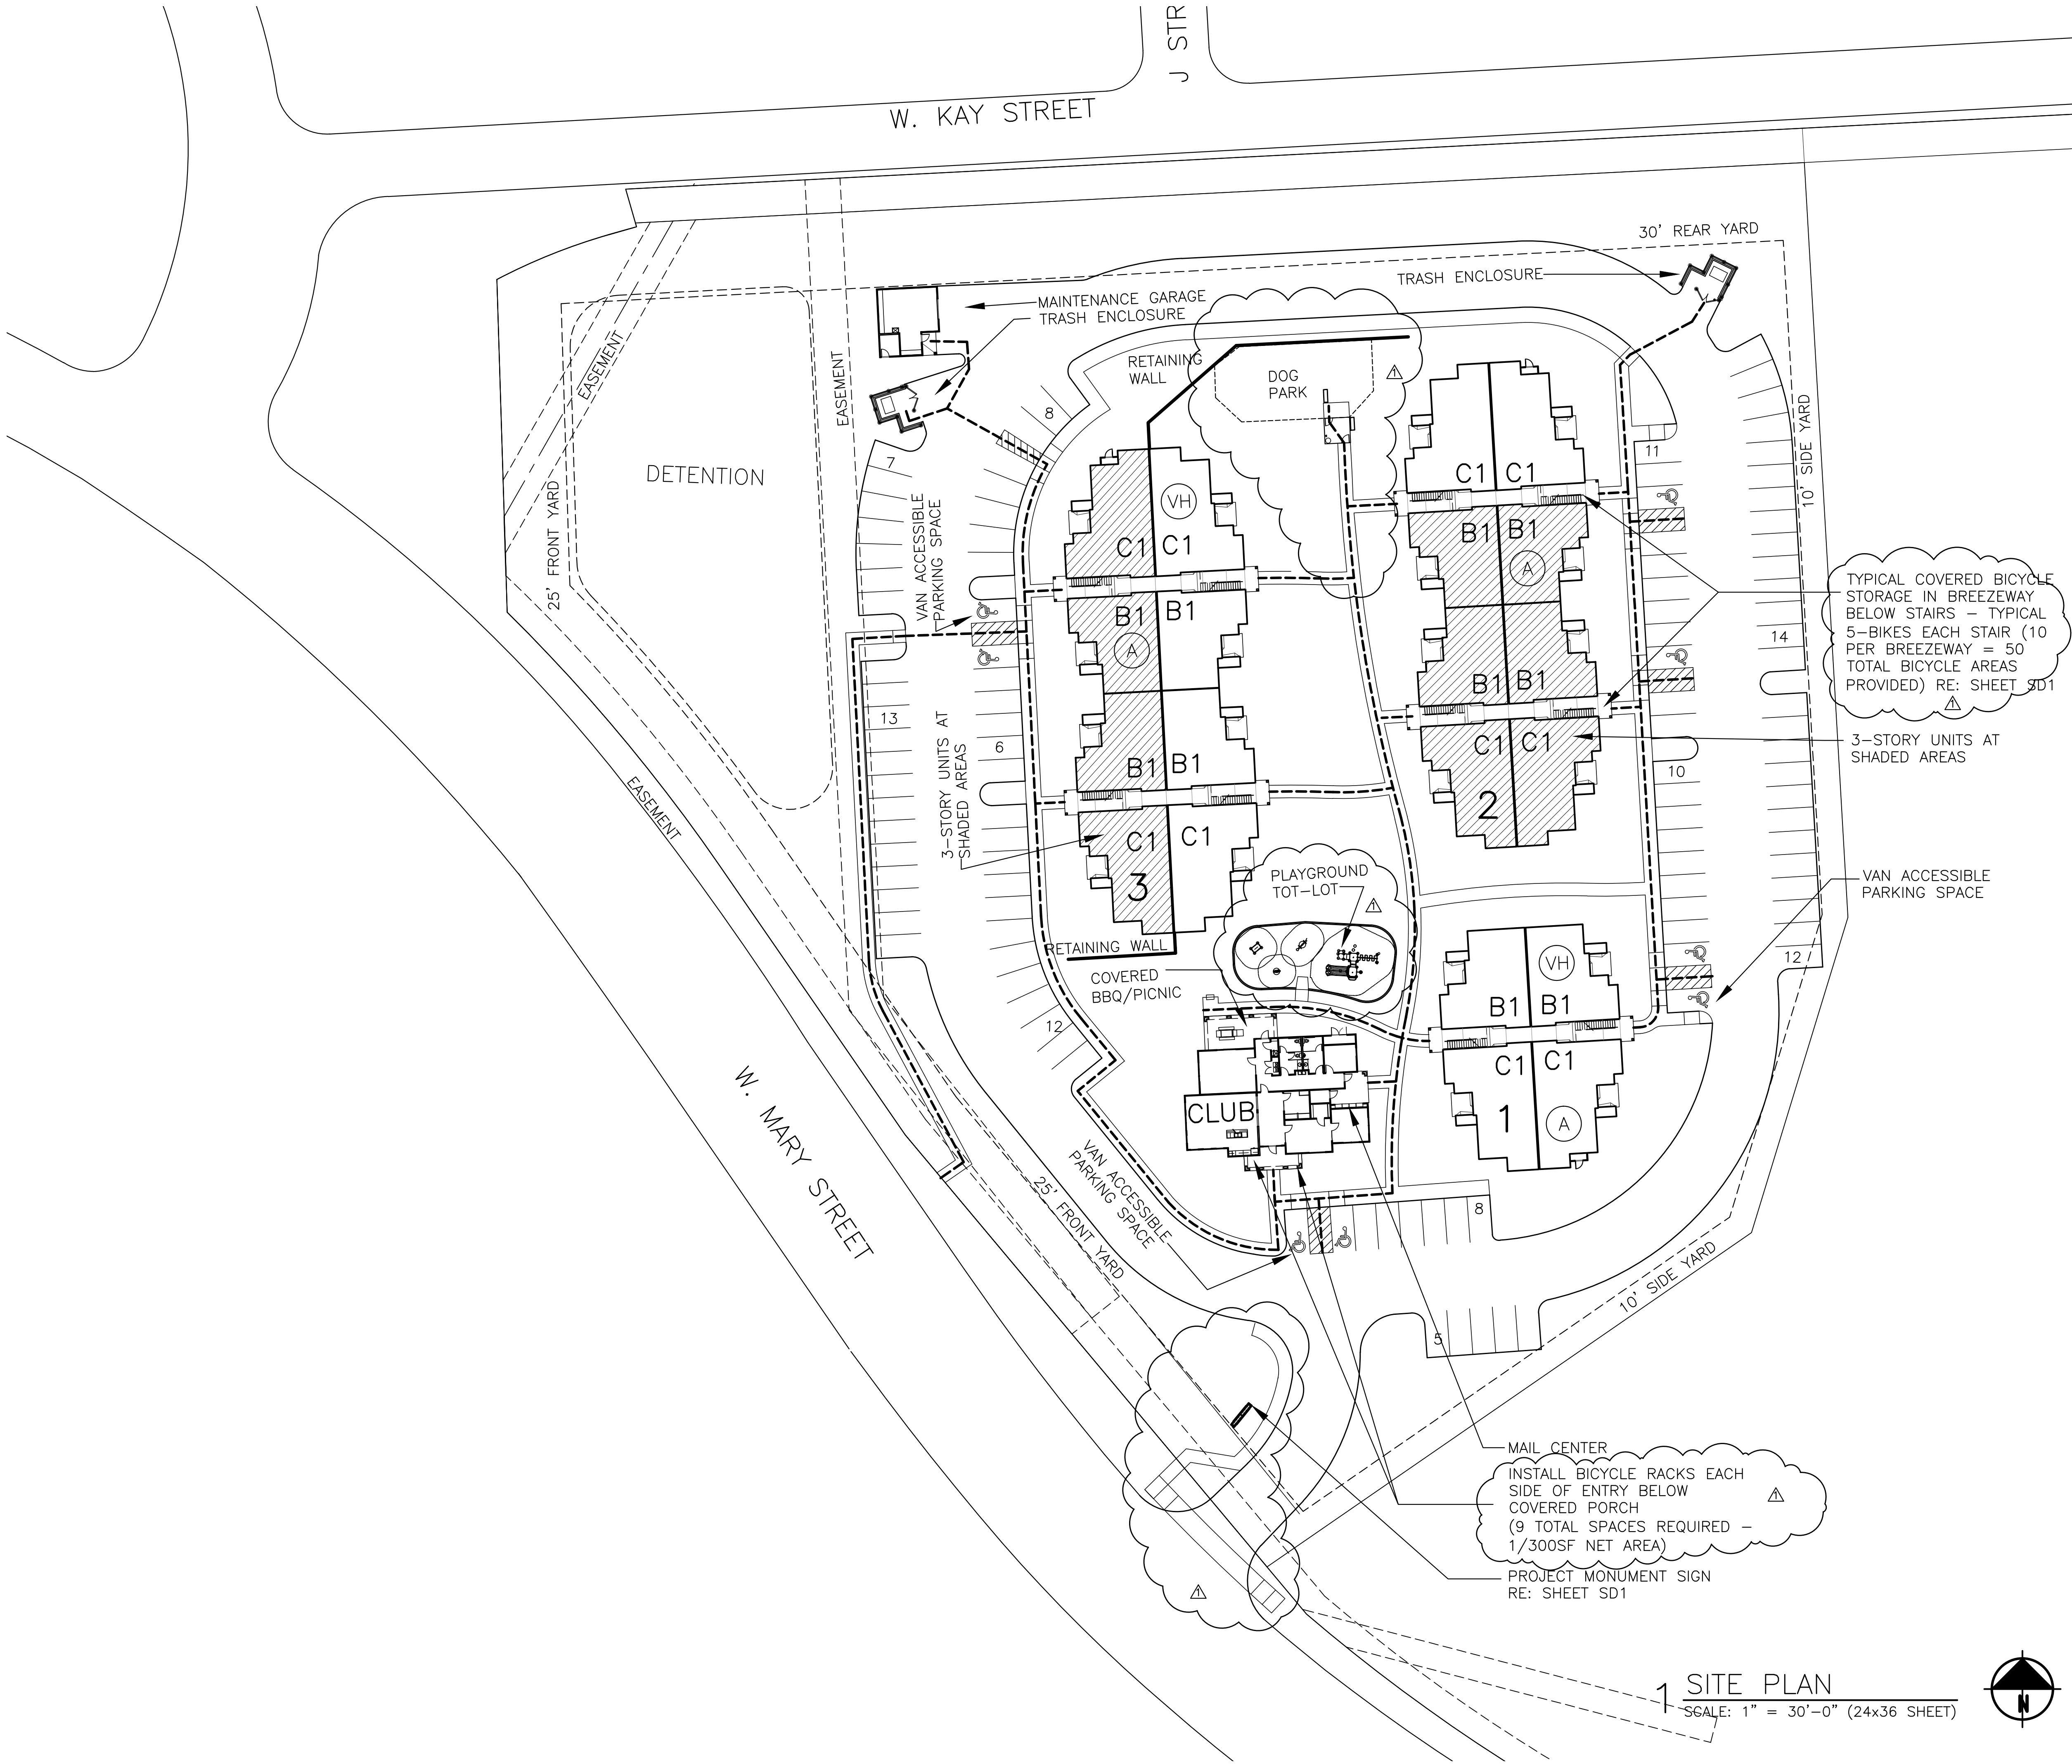 J STR
W. KAY STREET
30' REAR YARD
TRASH ENCLOSURE
MAINTENANCE GARAGE
TRASH ENCLOSURE
EASEMENT
EASEMENT
RETAINING
WALL
DOG
PARK
1
8
10' SIDE YARD
7
DETENTION
25' FRONT YARD
VAN ACCESSIBLE
PARKING SPACE
11
C1 C1
VH
C1 C1
B1 B1
A
TYPICAL COVERED BICYCLE
STORAGE IN BREEZEWAY
BELOW STAIRS – TYPICAL
5–BIKES EACH STAIR (10
PER BREEZEWAY = 50
TOTAL BICYCLE AREAS
PROVIDED) RE: SHEET SD1
1
B1 B1
A
14
B1 B1
13
6
3–STORY UNITS AT
SHADED AREAS
C1 C1
3–STORY UNITS AT
SHADED AREAS
B1 B1
10
2
EASEMENT
C1 C1
3
PLAYGROUND
TOT–LOT
1
VAN ACCESSIBLE
PARKING SPACE
RETAINING WALL
COVERED
BBQ/PICNIC
VH
12
B1 B1
12
C1 C1
W. MARY STREET
CLUB
1
A
VAN ACCESSIBLE
PARKING SPACE
25' FRONT YARD
8
10' SIDE YARD
5
MAIL CENTER
INSTALL BICYCLE RACKS EACH
SIDE OF ENTRY BELOW
COVERED PORCH
(9 TOTAL SPACES REQUIRED –
1/300SF NET AREA)
1
PROJECT MONUMENT SIGN
RE: SHEET SD1
1
1 SITE PLAN
SCALE: 1" = 30'–0" (24x36 SHEET)
N